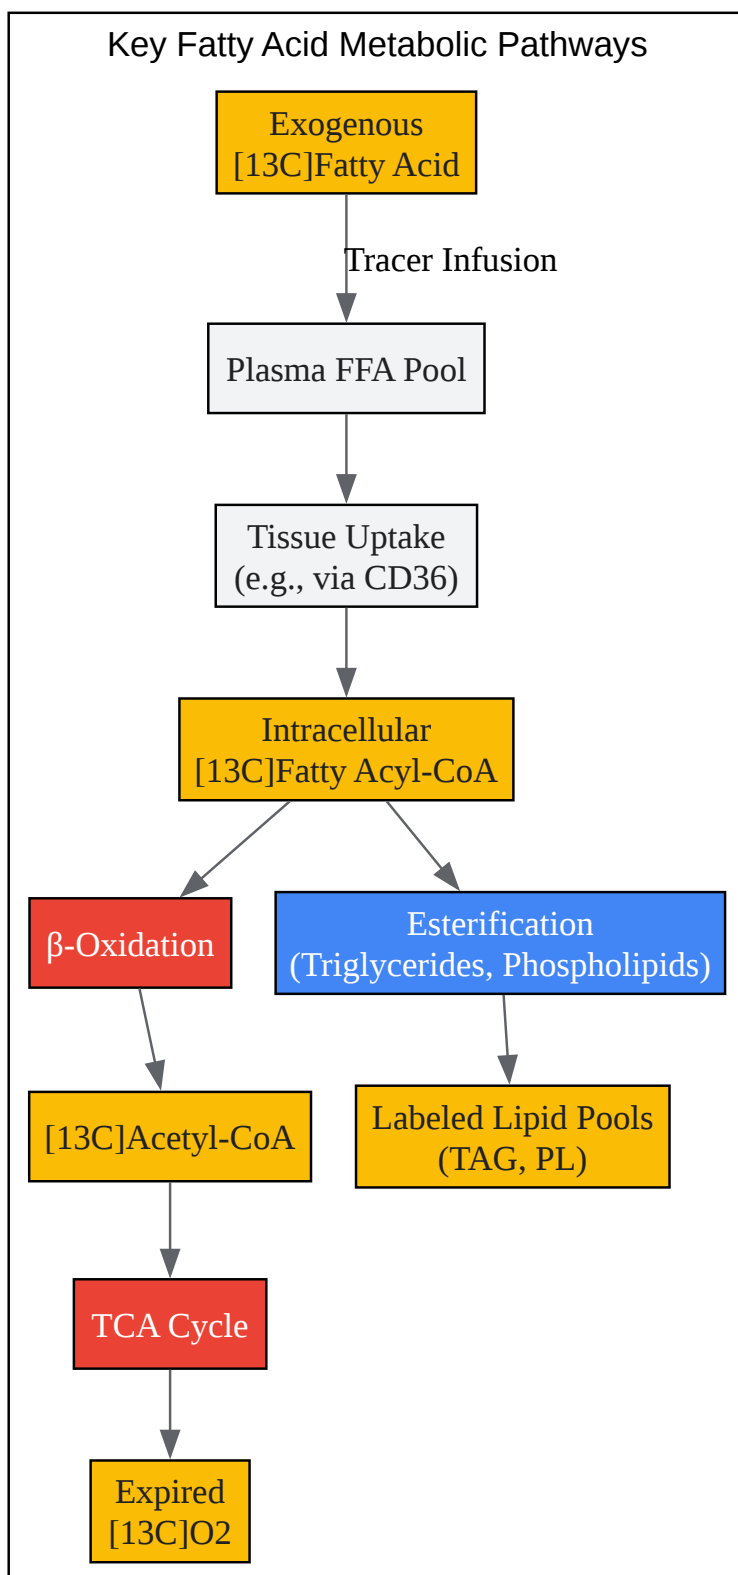 Key Fatty Acid Metabolic Pathways
Exogenous
[13C]Fatty Acid
Tracer Infusion
Plasma FFA Pool
Tissue Uptake
(e.g., via CD36)
Intracellular
[13C]Fatty Acyl-CoA
β-Oxidation
Esterification
(Triglycerides, Phospholipids)
[13C]Acetyl-CoA
Labeled Lipid Pools
(TAG, PL)
TCA Cycle
Expired
[13C]O2